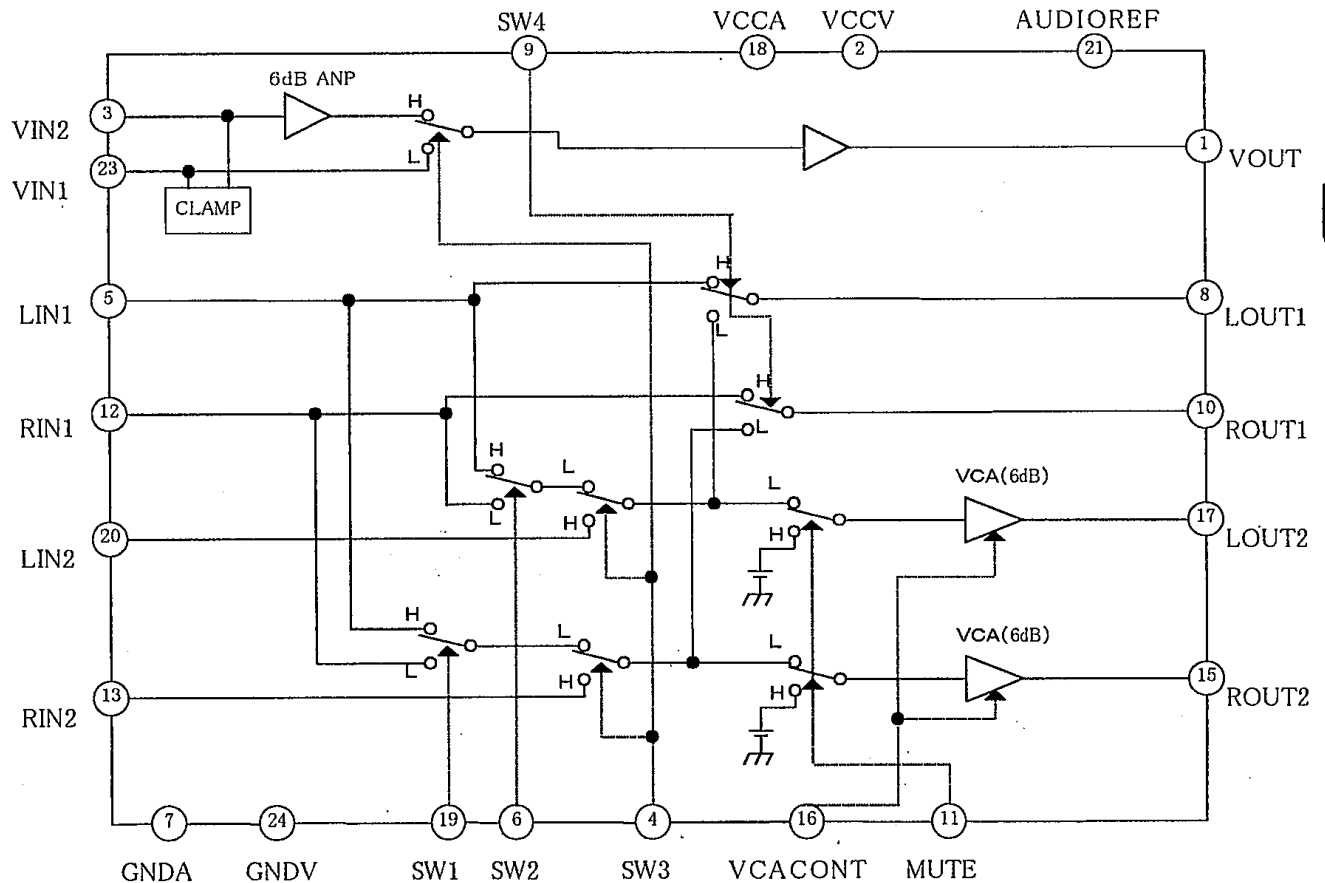 SW4 VCCA VCCV AUDIOREF
9 18 2 21
6dB ANP
3 H
VIN2
1
23 L VOUT
VIN1
CLAMP
H
5 8
LIN1 LOUT1
L
H
12 10
RIN1 L ROUT1
H L L VCA(6dB)
L H H 17
20 LOUT2
LIN2
H L L VCA(6dB)
L H H 15
13 ROUT2
RIN2
7 24 19 6 4 16 11
GNDA GNDV SW1 SW2 SW3 VCACONT MUTE